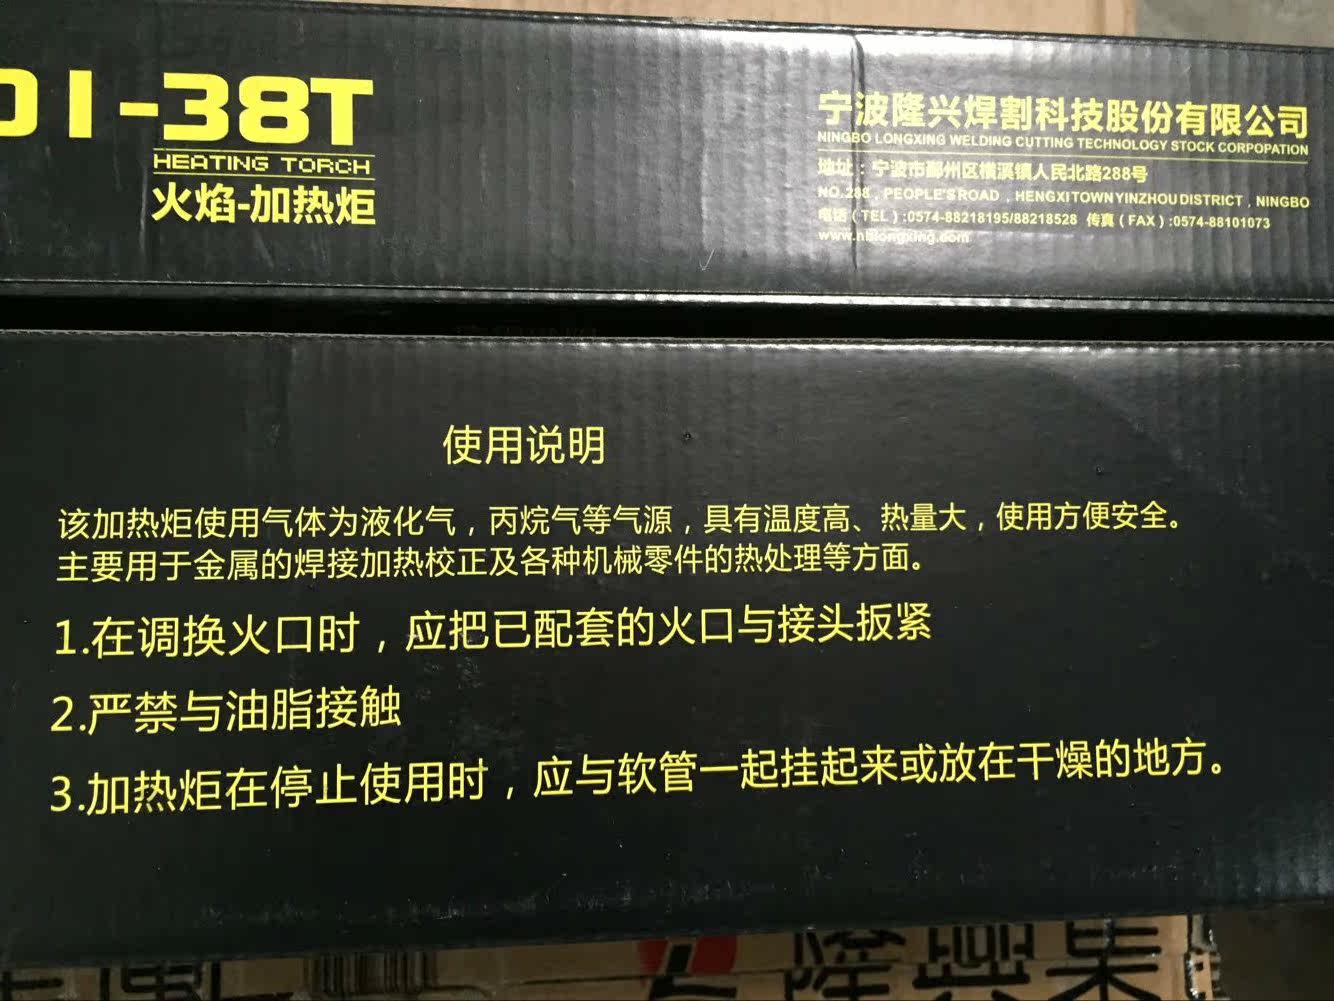 01-38T
HEATING TORCH
火焰-加热炬
宁波隆兴焊割科技股份有限公司
NINGBO LONGXING WELDING CUTTING TECHNOLOGY STOCK CORPOPATION
地址：宁波市鄞州区横溪镇人民北路288号
NO.288，PEOPLE'S ROAD，HENGXITOWNYINZHOUDISTRICT，NINGBO
电话（TEL）:0574-88218195/88218528 传真（FAX）:0574-88101073
www.nblongxing.com
使用说明
该加热炬使用气体为液化气，丙烷气等气源，具有温度高、热量大，使用方便安全。
主要用于金属的焊接加热校正及各种机械零件的热处理等方面。
1.在调换火口时，应把已配套的火口与接头扳紧
2.严禁与油脂接触
3.加热炬在停止使用时，应与软管一起挂起来或放在干燥的地方。
隆興集